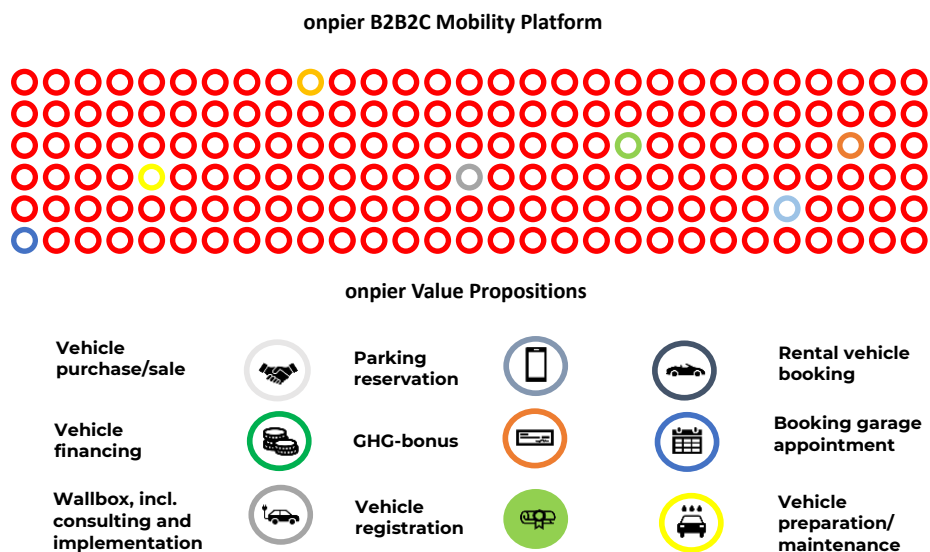 onpier B2B2C Mobility Platform
onpier Value Propositions
Vehicle
purchase/sale
Parking
reservation
Rental vehicle
booking
Vehicle
financing
GHG-bonus
Booking garage
appointment
Wallbox, incl.
consulting and
implementation
Vehicle
registration
Vehicle
preparation/
maintenance